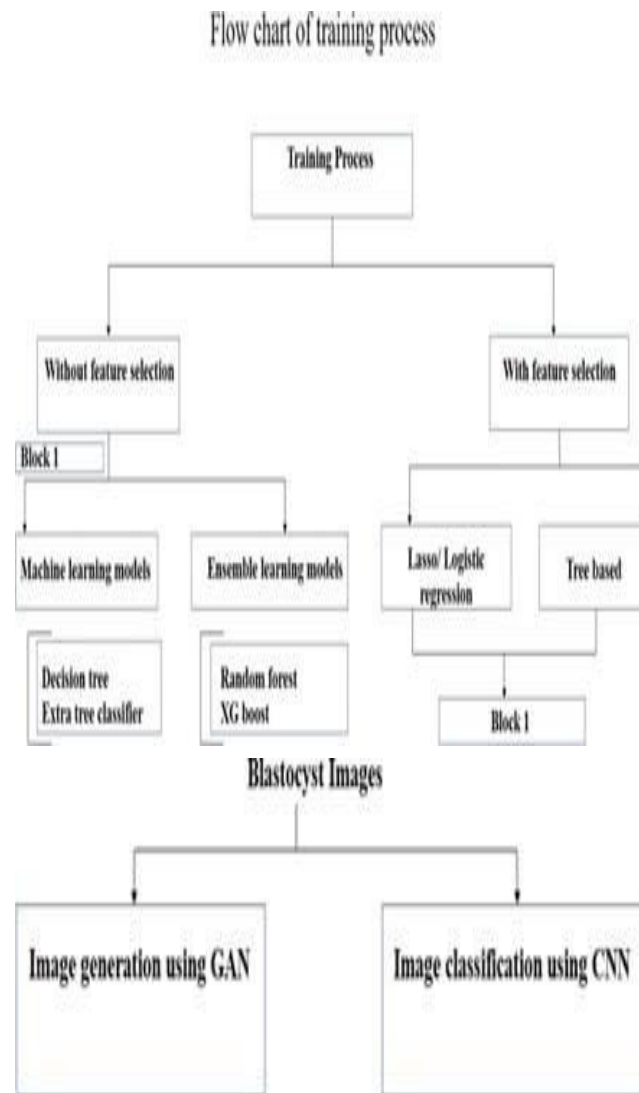 Flow chart of training process
Training Process
Without feature selection
With feature selection
Block 1
Machine learning models
Ensemble learning models
Lasso/ Logistic
regression
Tree based
Decision tree
Extra tree classifier
Random forest
XG boost
Block 1
Blastocyst Images
Image generation using GAN
Image classification using CNN